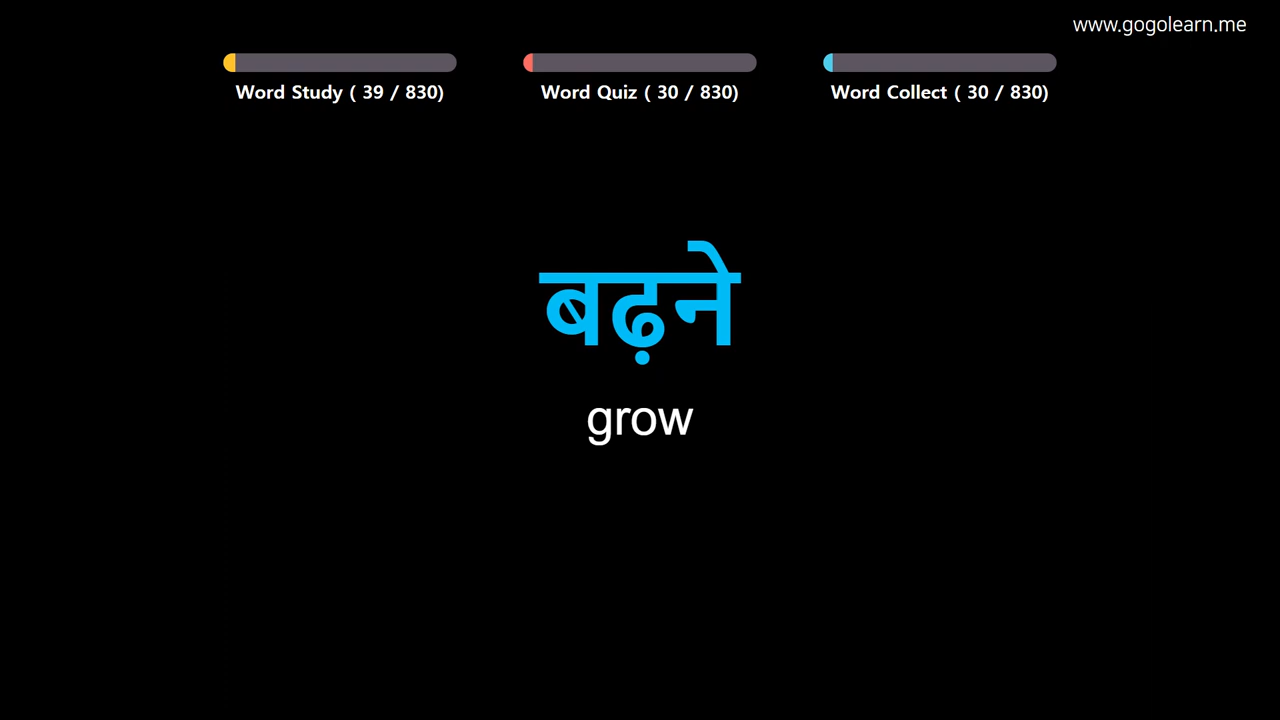 www.gogolearn.me
Word Study ( 39 / 830)
Word Quiz ( 30 / 830)
Word Collect ( 30 / 830)
बढ़ने
grow